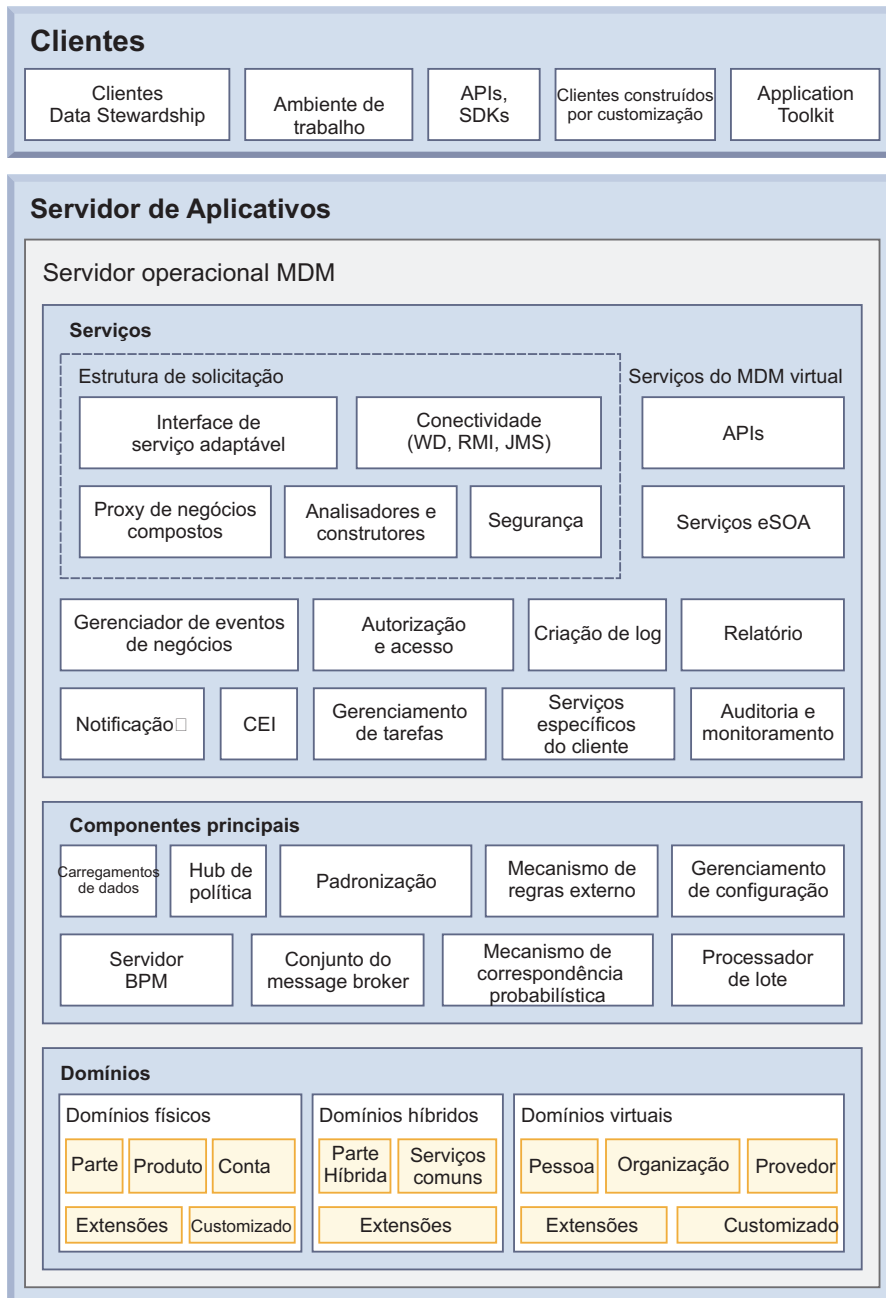 Clientes
Clientes
Data Stewardship
Ambiente de
trabalho
APIs,
SDKs
Clientes construídos
por customização
Application
Toolkit
Servidor de Aplicativos
Servidor operacional MDM
Serviços
Estrutura de solicitação
Serviços do MDM virtual
Interface de
serviço adaptável
Conectividade
(WD, RMI, JMS)
APIs
Proxy de negócios
compostos
Analisadores e
construtores
Segurança
Serviços eSOA
Gerenciador de eventos
de negócios
Autorização
e acesso
Criação de log
Relatório
Notificação
CEI
Gerenciamento
de tarefas
Serviços
específicos
do cliente
Auditoria e
monitoramento
Componentes principais
Carregamentos
de dados
Hub de
política
Padronização
Mecanismo de
regras externo
Gerenciamento
de configuração
Servidor
BPM
Conjunto do
message broker
Mecanismo de
correspondência
probabilística
Processador
de lote
Domínios
Domínios físicos
Parte
Produto
Conta
Extensões
Customizado
Domínios híbridos
Parte
Híbrida
Serviços
comuns
Extensões
Domínios virtuais
Pessoa
Organização
Provedor
Extensões
Customizado